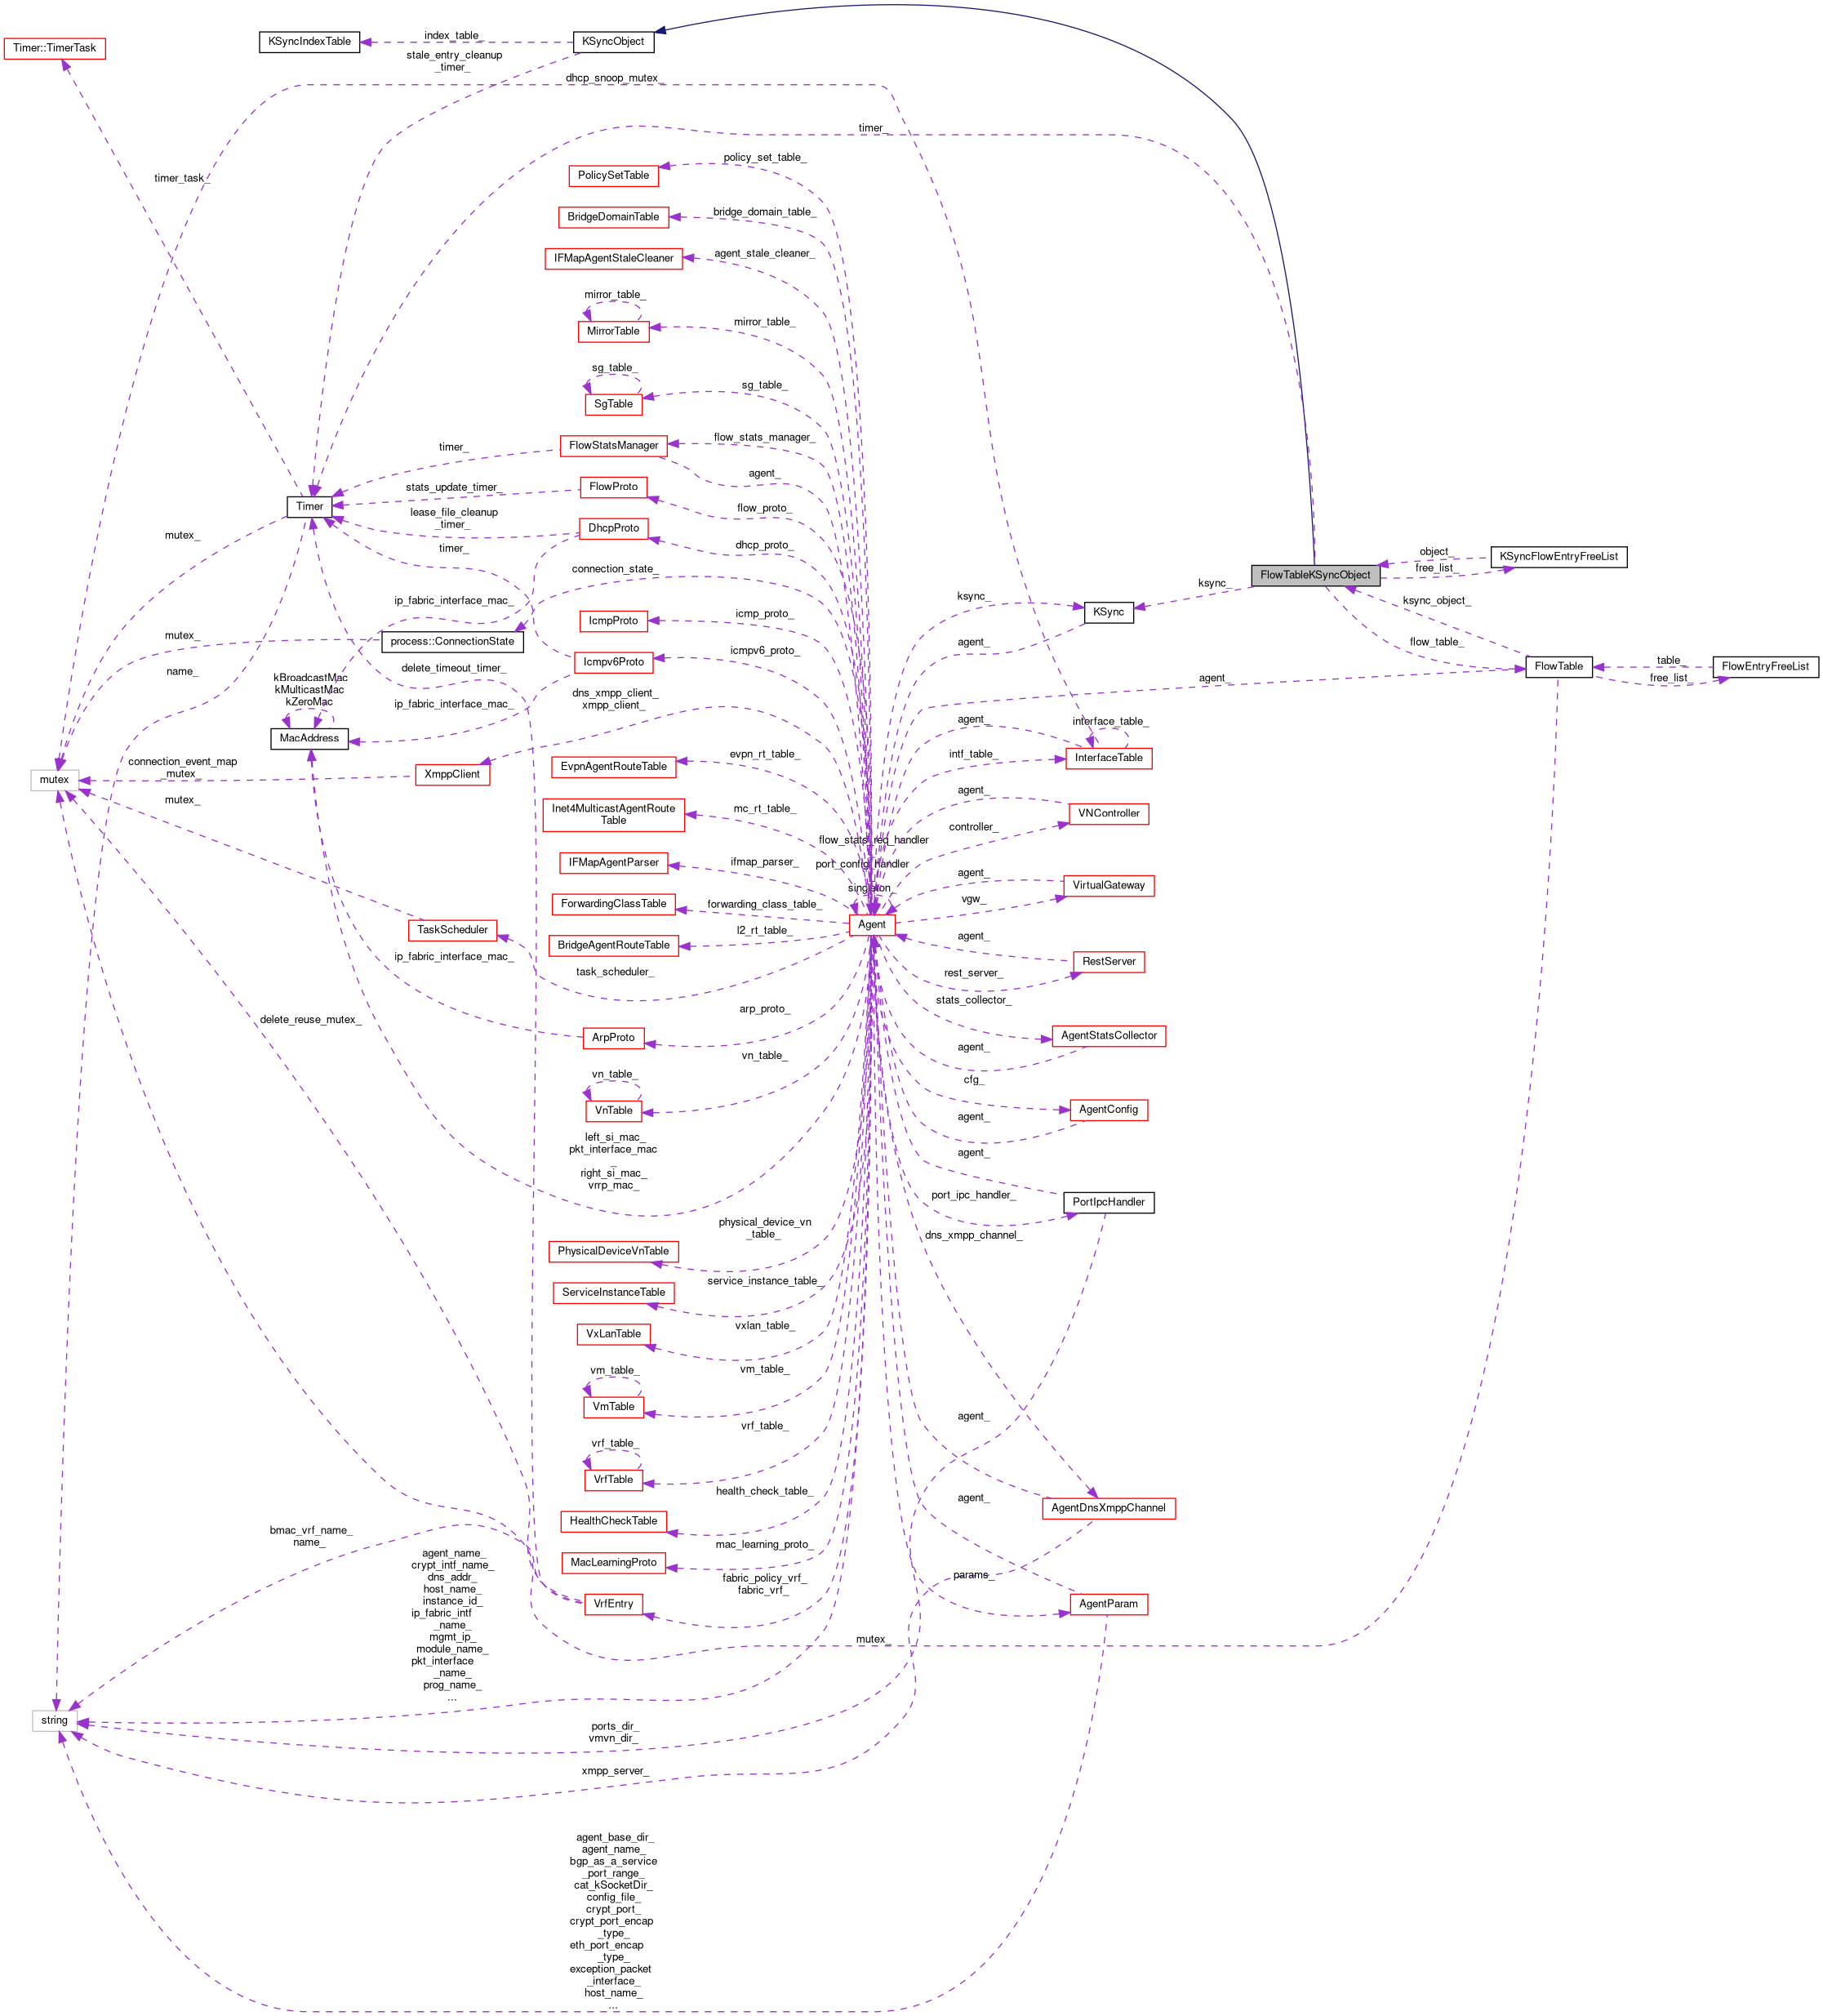 KSyncIndexTable
index_table_
KSyncObject
Timer::TimerTask
stale_entry_cleanup
_timer_
dhcp_snoop_mutex_
timer_
timer_task_
policy_set_table_
PolicySetTable
bridge_domain_table_
BridgeDomainTable
agent_stale_cleaner_
IFMapAgentStaleCleaner
mirror_table_
mirror_table_
MirrorTable
sg_table_
sg_table_
SgTable
flow_stats_manager_
FlowStatsManager
timer_
agent_
stats_update_timer_
FlowProto
flow_proto_
Timer
lease_file_cleanup
_timer_
DhcpProto
dhcp_proto_
mutex_
timer_
object_
KSyncFlowEntryFreeList
free_list_
FlowTableKSyncObject
connection_state_
ksync_
ip_fabric_interface_mac_
ksync_
KSync
ksync_object_
icmp_proto_
IcmpProto
mutex_
process::ConnectionState
agent_
flow_table_
icmpv6_proto_
Icmpv6Proto
name_
delete_timeout_timer_
FlowTable
table_
FlowEntryFreeList
free_list_
agent_
kBroadcastMac
kMulticastMac
kZeroMac
ip_fabric_interface_mac_
dns_xmpp_client_
xmpp_client_
agent_
interface_table_
MacAddress
evpn_rt_table_
intf_table_
InterfaceTable
mutex
connection_event_map
_mutex_
XmppClient
EvpnAgentRouteTable
mutex_
Inet4MulticastAgentRoute
Table
mc_rt_table_
agent_
VNController
controller_
flow_stats_req_handler
port_config_handler
singleton_
IFMapAgentParser
ifmap_parser_
agent_
VirtualGateway
vgw_
ForwardingClassTable
forwarding_class_table_
Agent
TaskScheduler
BridgeAgentRouteTable
l2_rt_table_
agent_
ip_fabric_interface_mac_
task_scheduler_
rest_server_
RestServer
arp_proto_
stats_collector_
delete_reuse_mutex_
ArpProto
AgentStatsCollector
agent_
vn_table_
vn_table_
VnTable
cfg_
AgentConfig
agent_
left_si_mac_
pkt_interface_mac
_
right_si_mac_
vrrp_mac_
agent_
port_ipc_handler_
PortIpcHandler
physical_device_vn
_table_
PhysicalDeviceVnTable
dns_xmpp_channel_
service_instance_table_
ServiceInstanceTable
vxlan_table_
VxLanTable
vm_table_
vm_table_
VmTable
agent_
vrf_table_
vrf_table_
VrfTable
health_check_table_
HealthCheckTable
agent_
AgentDnsXmppChannel
mac_learning_proto_
MacLearningProto
bmac_vrf_name_
name_
fabric_policy_vrf_
fabric_vrf_
params_
VrfEntry
AgentParam
agent_name_
crypt_intf_name_
dns_addr_
host_name_
instance_id_
ip_fabric_intf
_name_
mgmt_ip_
module_name_
pkt_interface
_name_
prog_name_
...
mutex_
string
ports_dir_
vmvn_dir_
xmpp_server_
agent_base_dir_
agent_name_
bgp_as_a_service
_port_range_
cat_kSocketDir_
config_file_
crypt_port_
crypt_port_encap
_type_
eth_port_encap
_type_
exception_packet
_interface_
host_name_
...